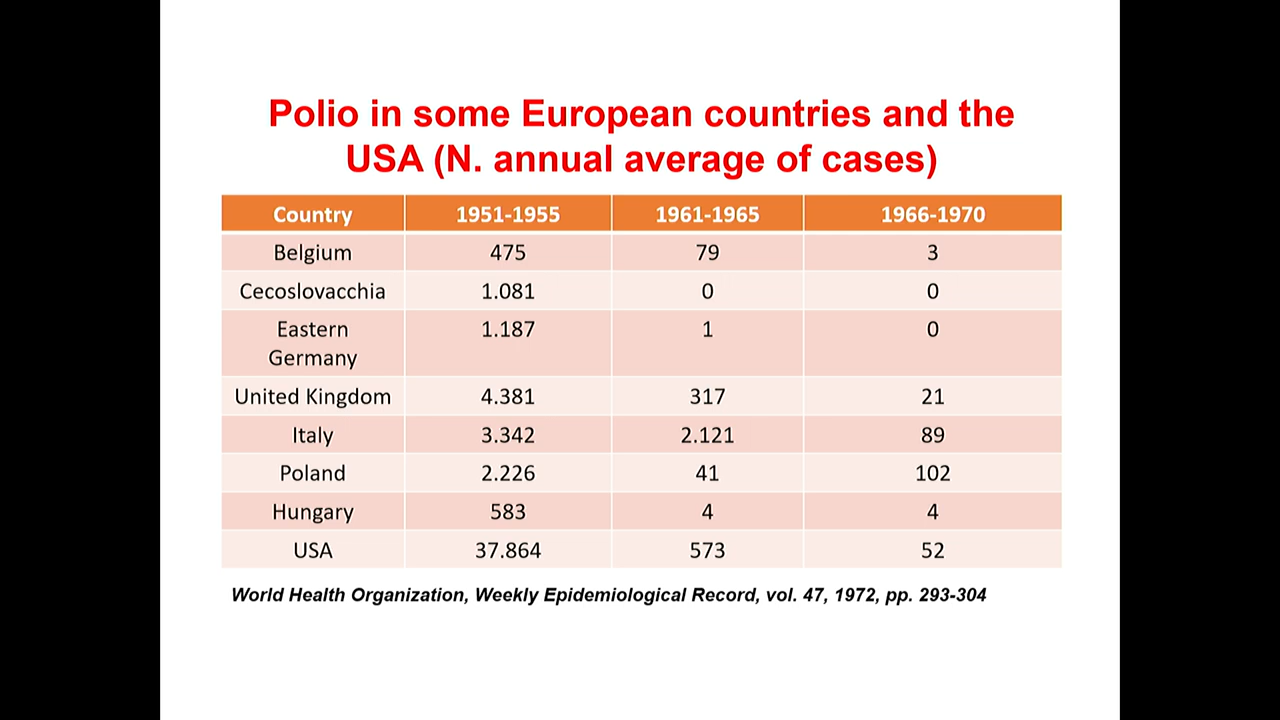 Polio in some European countries and the
USA (N. annual average of cases)
Country 1951-1955 1961-1965 1966-1970
Belgium 475 79 3
Cecoslovacchia 1.081 0 0
Eastern 1.187 1 0
Germany
United Kingdom 4.381 317 21
Italy 3.342 2.121 89
Poland 2.226 41 102
Hungary 583 4 4
USA 37.864 573 52
World Health Organization, Weekly Epidemiological Record, vol. 47, 1972, pp. 293-304